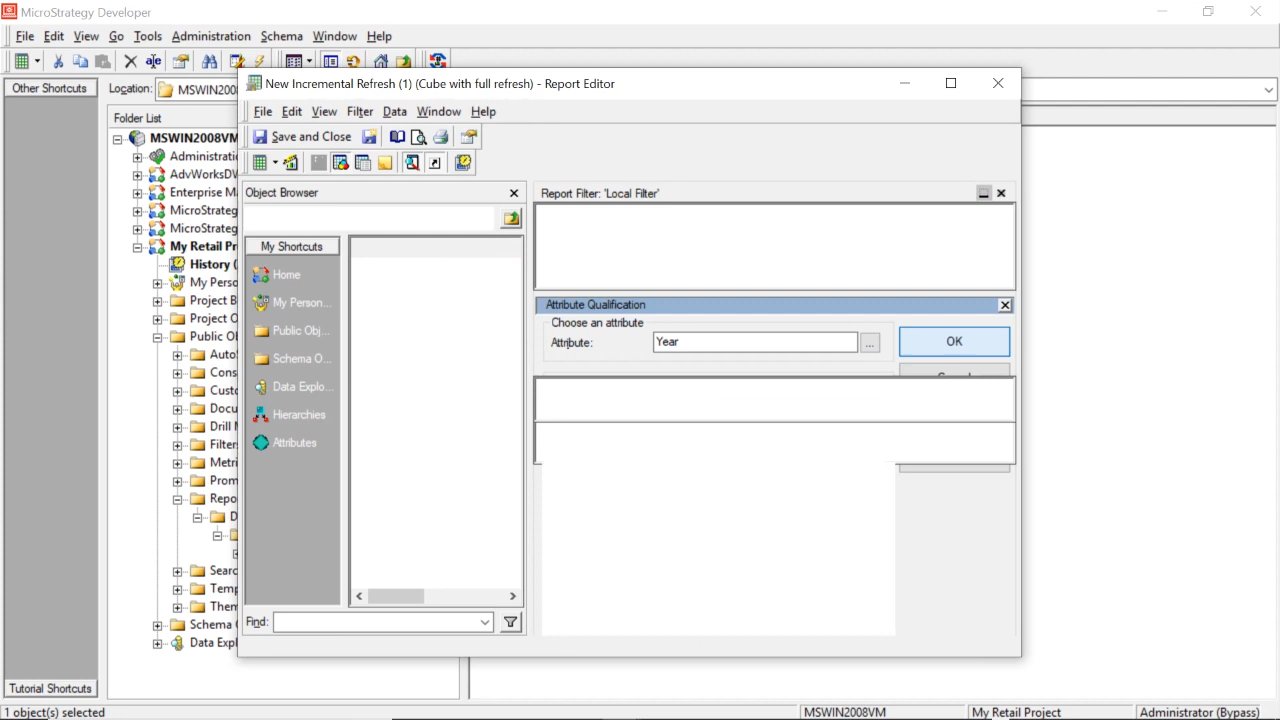 MicroStrategy Developer
File Edit View Go Tools Administration Schema Window Help
Other Shortcuts
Location: MSWIN200
Folder List
MSWIN2008VM
Administrati
AdvWorksDV
Enterprise M
MicroStrateg
MicroStrateg
My Retail Pr
History (
My Perso
Project B
Project O
Public Ol
Auto
Cons
Custo
Docu
Drill M
Filter
Metri
Prom
Repo
D
Searc
Temp
Them
Schema
Data Expl
Tutorial Shortcuts
New Incremental Refresh (1) (Cube with full refresh) - Report Editor
File Edit View Filter Data Window Help
Save and Close
Object Browser
My Shortcuts
Home
My Person...
Public Obj...
Schema O...
Data Explo...
Hierarchies
Attributes
Find:
Report Filter: 'Local Filter'
Attribute Qualification
Choose an attribute
Attribute: Year ...
OK
1 object(s) selected
MSWIN2008VM
My Retail Project
Administrator (Bypass)